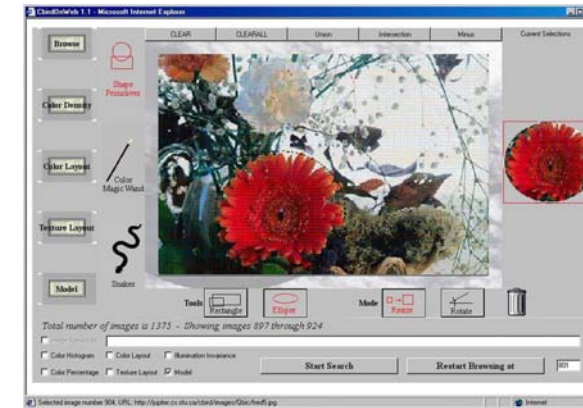 CbirdOnWeb 1.1 - Microsoft Internet Explorer
CLEAR CLEARALL Union Intersection Minus Current Selections
Browse
Shape
Primitives
Color Density
Color Layout
Color
Magic Wand
Texture Layout
Model
Snakes
Tools Rectangle Ellipse Mode Resize Rotate
Total number of images is 1375 - Showing images 897 through 924
Color Histogram Color Layout Illumination Invariance
Color Percentage Texture Layout Model Start Search Restart Browsing at 901
Selected image number 904, URL: http://jupiter.cs.sfu.ca/cbird/images/Qbic/fred5.jpg Internet